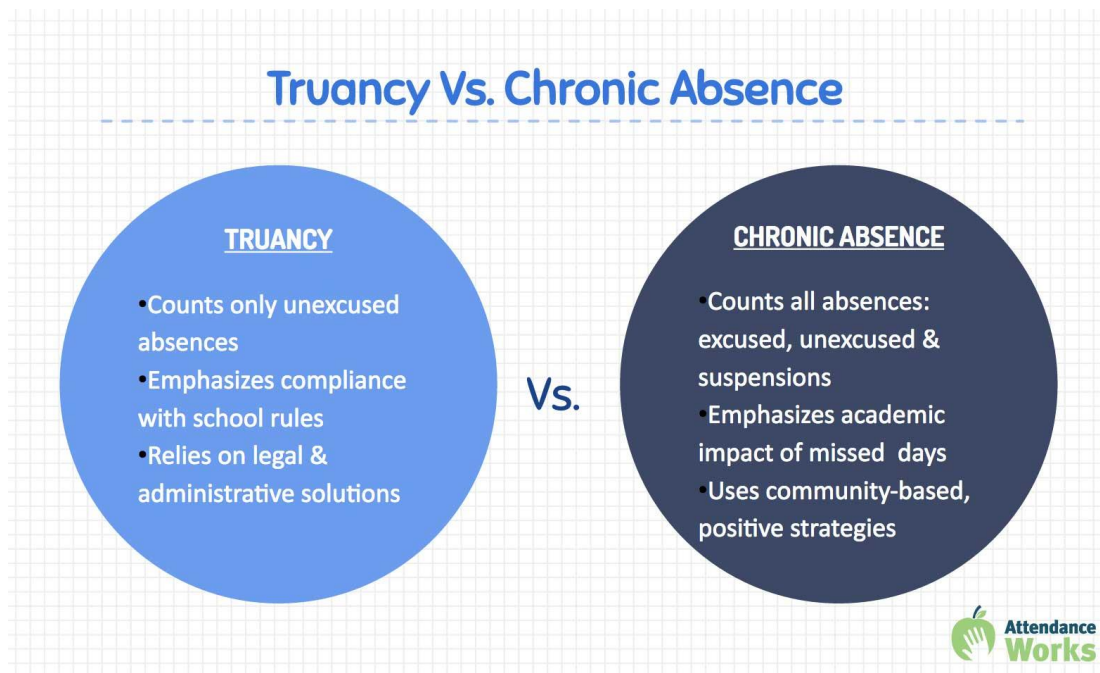 Truancy Vs. Chronic Absence
TRUANCY
•Counts only unexcused
absences
•Emphasizes compliance
with school rules
•Relies on legal &
administrative solutions
Vs.
CHRONIC ABSENCE
•Counts all absences:
excused, unexcused &
suspensions
•Emphasizes academic
impact of missed  days
•Uses community-based,
positive strategies
Attendance
Works